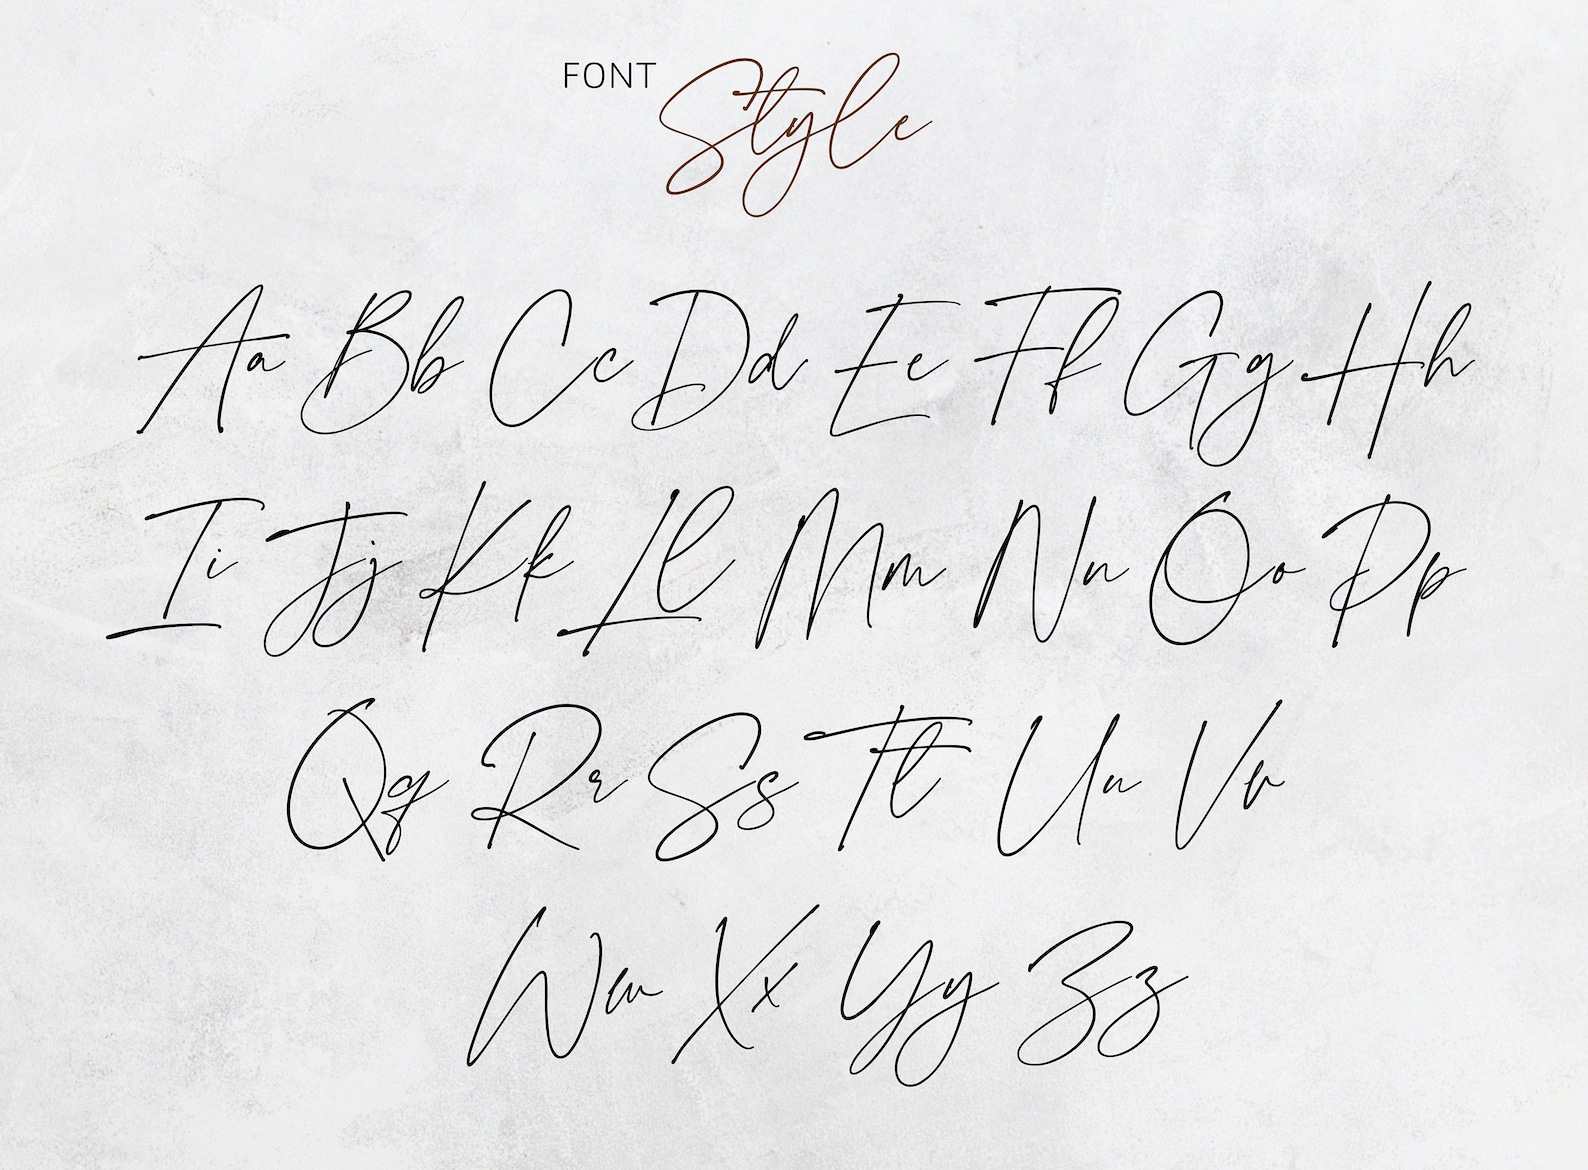 FONT Style
Aa Bb Cc Dd Ee Ff Gg Hh
Ii Jj Kk Ll Mm Nn Oo Pp
Qq Rr Ss Tt Uu Vv
Ww Xx Yy Zz